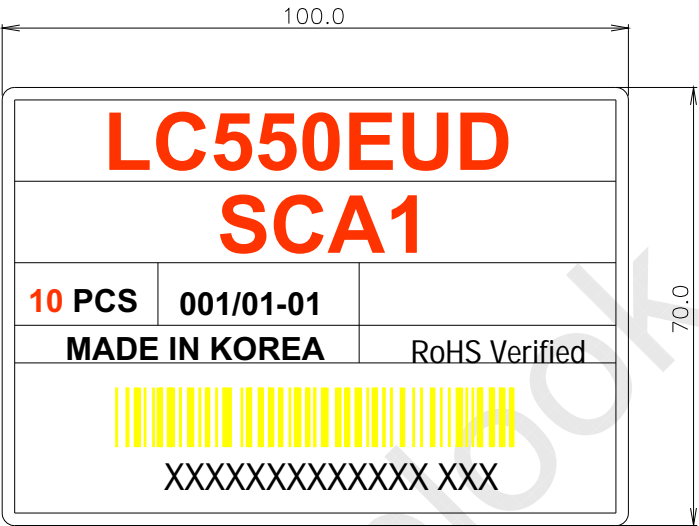 100.0
LC550EUD
SCA1
10 PCS 001/01-01
70.0
MADE IN KOREA RoHS Verified
XXXXXXXXXXXXX XXX